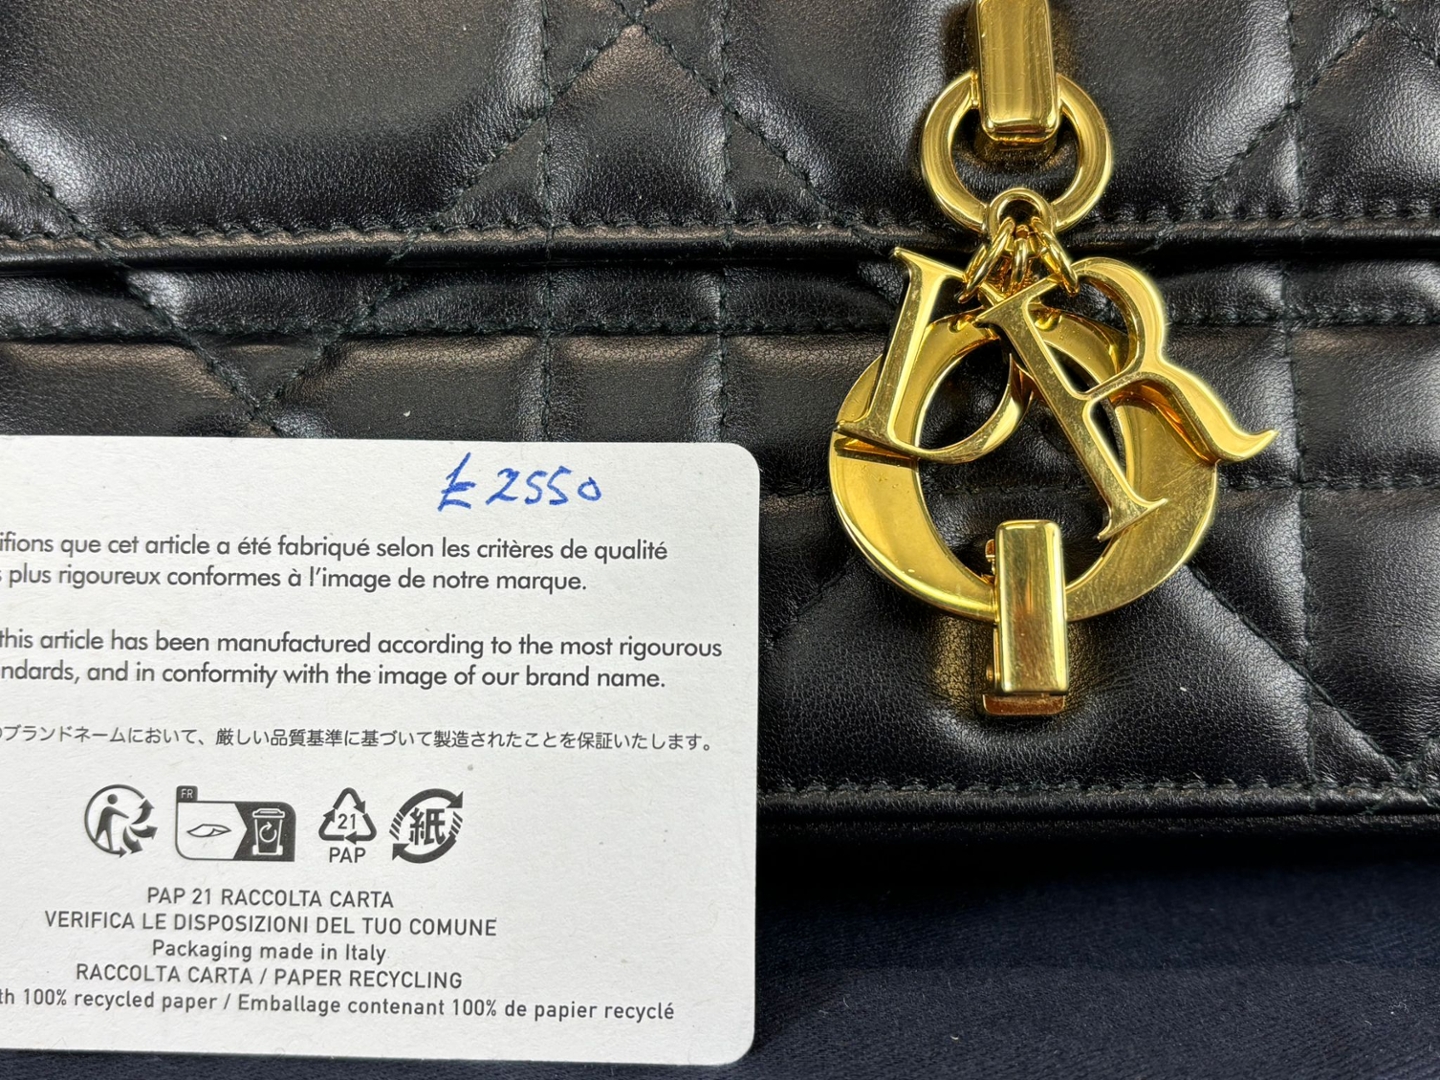 £2550
ifions que cet article a été fabriqué selon les critères de qualité
s plus rigoureux conformes à l'image de notre marque.
this article has been manufactured according to the most rigourous
ndards, and in conformity with the image of our brand name.
のブランドネームにおいて、厳しい品質基準に基づいて製造されたことを保証いたします。
FR
21
PAP
紙
PAP 21 RACCOLTA CARTA
VERIFICA LE DISPOSIZIONI DEL TUO COMUNE
Packaging made in Italy
RACCOLTA CARTA / PAPER RECYCLING
th 100% recycled paper / Emballage contenant 100% de papier recyclé
DIOR